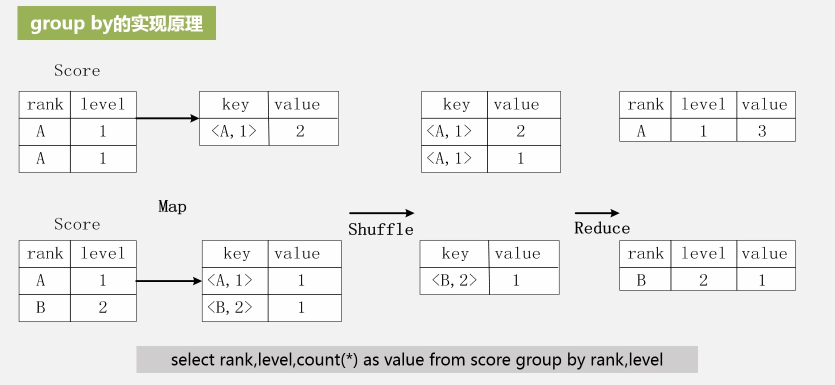 group by的实现原理
Score
rank level
A 1
A 1
key value
<A,1> 2
key value
<A,1> 2
<A,1> 1
rank level value
A 1 3
Map
Shuffle
Reduce
Score
rank level
A 1
B 2
key value
<A,1> 1
<B,2> 1
key value
<B,2> 1
rank level value
B 2 1
select rank,level,count(*) as value from score group by rank,level